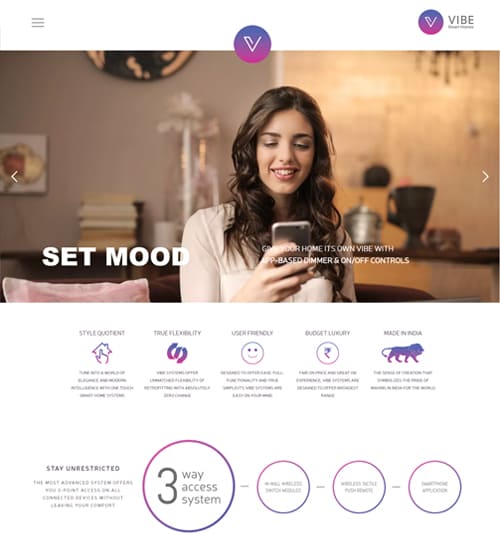 VIBE
Smart Homes
SET MOOD
GIVE YOUR HOME ITS OWN VIBE WITH
APP-BASED DIMMER & ON/OFF CONTROLS
STYLE QUOTIENT
TUNE INTO A WORLD OF
ELEGANCE AND MODERN
INTELLIGENCE WITH ONE TOUCH
SMART HOME SYSTEMS
TRUE FLEXIBILITY
VIBE SYSTEMS OFFER
UNMATCHED FLEXIBILITY OF
RETROFITTING WITH ABSOLUTELY
ZERO CHANGE
USER FRIENDLY
DESIGNED TO OFFER EASE, FULL-
FUNCTIONALITY AND TRUE
SIMPLICITY, VIBE SYSTEMS ARE
EASY ON YOUR MIND
BUDGET LUXURY
₹
FAIR ON PRICE AND GREAT ON
EXPERIENCE, VIBE SYSTEMS ARE
DESIGNED TO OFFER BROADEST
RANGE
MADE IN INDIA
THE SENSE OF CREATION THAT
SYMBOLIZES THE PRIDE OF
MAKING IN INDIA FOR THE WORLD
STAY UNRESTRICTED
THE MOST ADVANCED SYSTEM OFFERS
YOU 3-POINT ACCESS ON ALL
CONNECTED DEVICES WITHOUT
LEAVING YOUR COMFORT
3 way
access
system
IN-WALL WIRELESS
SWITCH MODULES
WIRELESS TACTILE
PUSH REMOTE
SMARTPHONE
APPLICATION